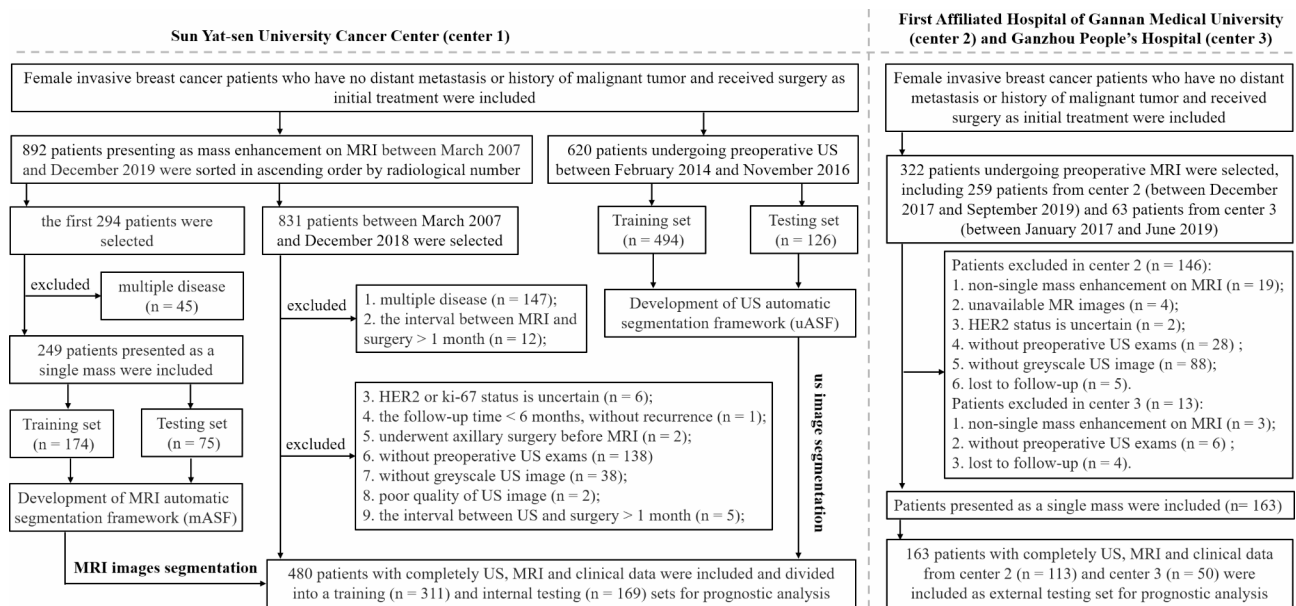 Sun Yat-sen University Cancer Center (center 1)
Female invasive breast cancer patients who have no distant metastasis or history of malignant tumor and received surgery as
initial treatment were included
892 patients presenting as mass enhancement on MRI between March 2007
and December 2019 were sorted in ascending order by radiological number
620 patients undergoing preoperative US
between February 2014 and November 2016
the first 294 patients were
selected
831 patients between March 2007
and December 2018 were selected
Training set
(n = 494)
Testing set
(n = 126)
excluded
multiple disease
(n = 45)
excluded
1. multiple disease (n = 147);
2. the interval between MRI and
surgery > 1 month (n = 12);
Development of US automatic
segmentation framework (uASF)
249 patients presented as a
single mass were included
Training set
(n = 174)
Testing set
(n = 75)
excluded
3. HER2 or ki-67 status is uncertain (n = 6);
4. the follow-up time < 6 months, without recurrence (n = 1);
5. underwent axillary surgery before MRI (n = 2);
6. without preoperative US exams (n = 138)
7. without greyscale US image (n = 38);
8. poor quality of US image (n = 2);
9. the interval between US and surgery > 1 month (n = 5);
us image segmentation
Development of MRI automatic
segmentation framework (mASF)
MRI images segmentation
480 patients with completely US, MRI and clinical data were included and divided
into a training (n = 311) and internal testing (n = 169) sets for prognostic analysis
First Affiliated Hospital of Gannan Medical University
(center 2) and Ganzhou People's Hospital (center 3)
Female invasive breast cancer patients who have no distant
metastasis or history of malignant tumor and received
surgery as initial treatment were included
322 patients undergoing preoperative MRI were selected,
including 259 patients from center 2 (between December
2017 and September 2019) and 63 patients from center 3
(between January 2017 and June 2019)
Patients excluded in center 2 (n = 146):
1. non-single mass enhancement on MRI (n = 19);
2. unavailable MR images (n = 4);
3. HER2 status is uncertain (n = 2);
4. without preoperative US exams (n = 28) ;
5. without greyscale US image (n = 88);
6. lost to follow-up (n = 5).
Patients excluded in center 3 (n = 13):
1. non-single mass enhancement on MRI (n = 3);
2. without preoperative US exams (n = 6) ;
3. lost to follow-up (n = 4).
Patients presented as a single mass were included (n= 163)
163 patients with completely US, MRI and clinical data
from center 2 (n = 113) and center 3 (n = 50) were
included as external testing set for prognostic analysis